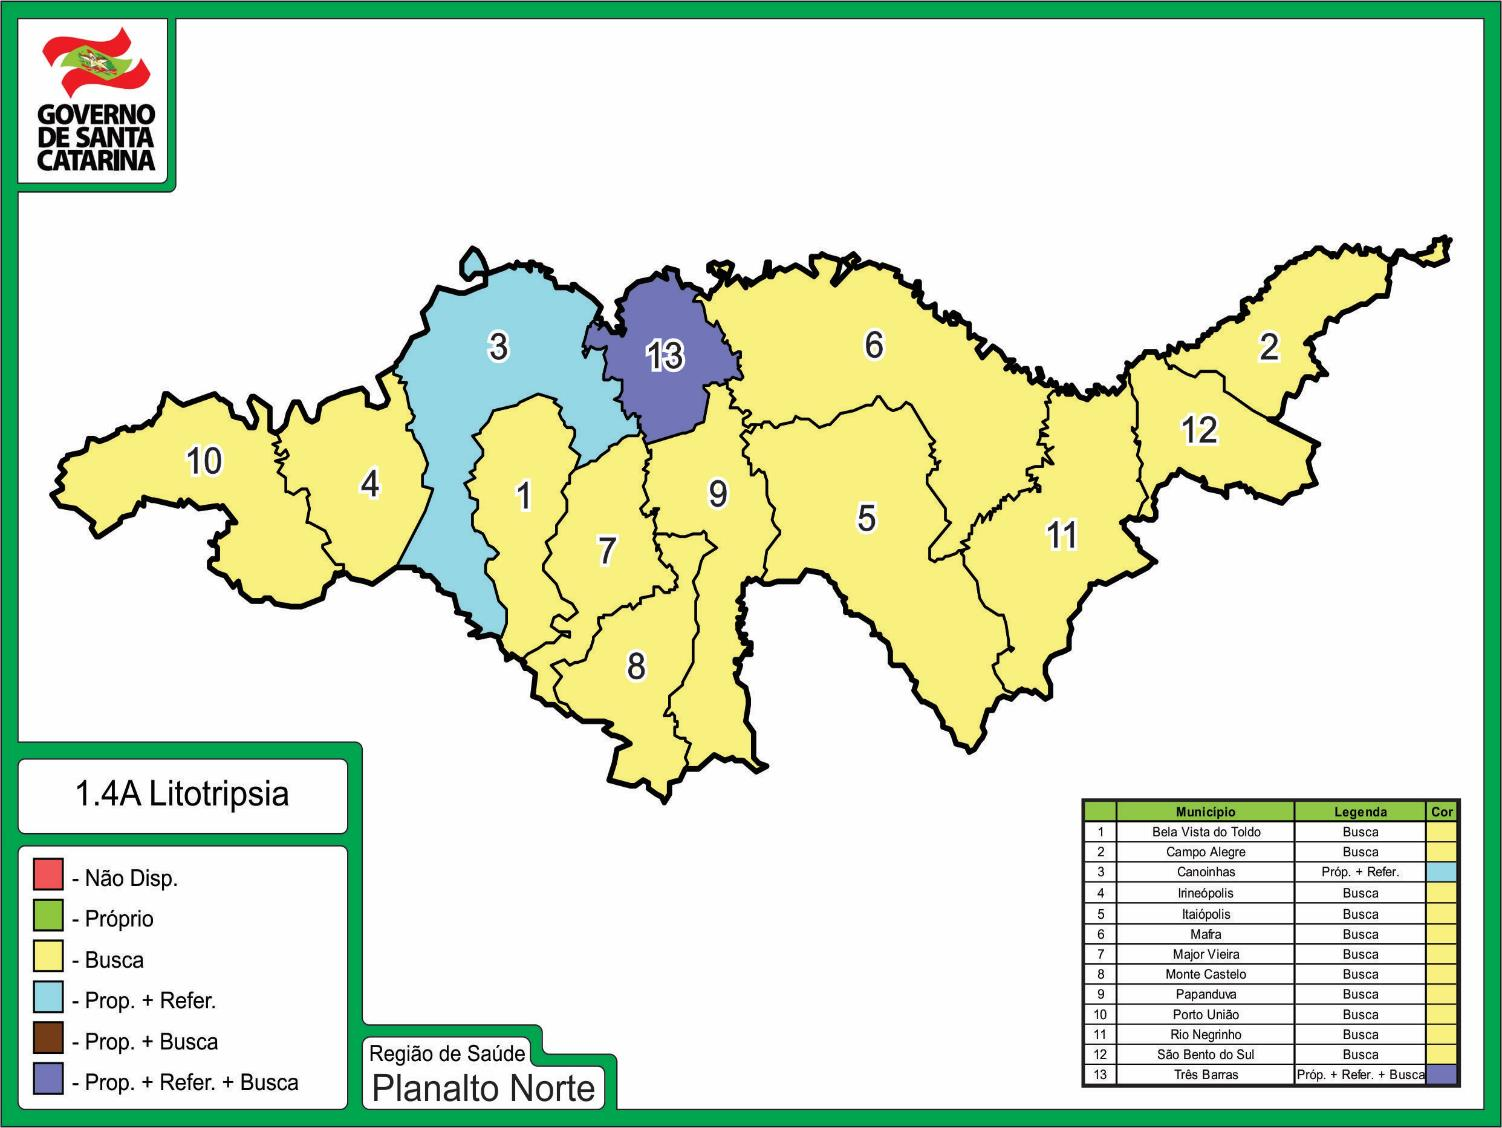 GOVERNO
DE SANTA
CATARINA
3
13
6
2
10
4
1
9
5
12
7
11
8
1.4A Litotripsia
- Não Disp.
- Próprio
- Busca
- Prop. + Refer.
- Prop. + Busca
- Prop. + Refer. + Busca
Região de Saúde
Planalto Norte
Município Legenda Cor
1 Bela Vista do Toldo Busca
2 Campo Alegre Busca
3 Canoinhas Próp. + Refer.
4 Irineópolis Busca
5 Itaiópolis Busca
6 Mafra Busca
7 Major Vieira Busca
8 Monte Castelo Busca
9 Papanduva Busca
10 Porto União Busca
11 Rio Negrinho Busca
12 São Bento do Sul Busca
13 Três Barras Próp. + Refer. + Busca